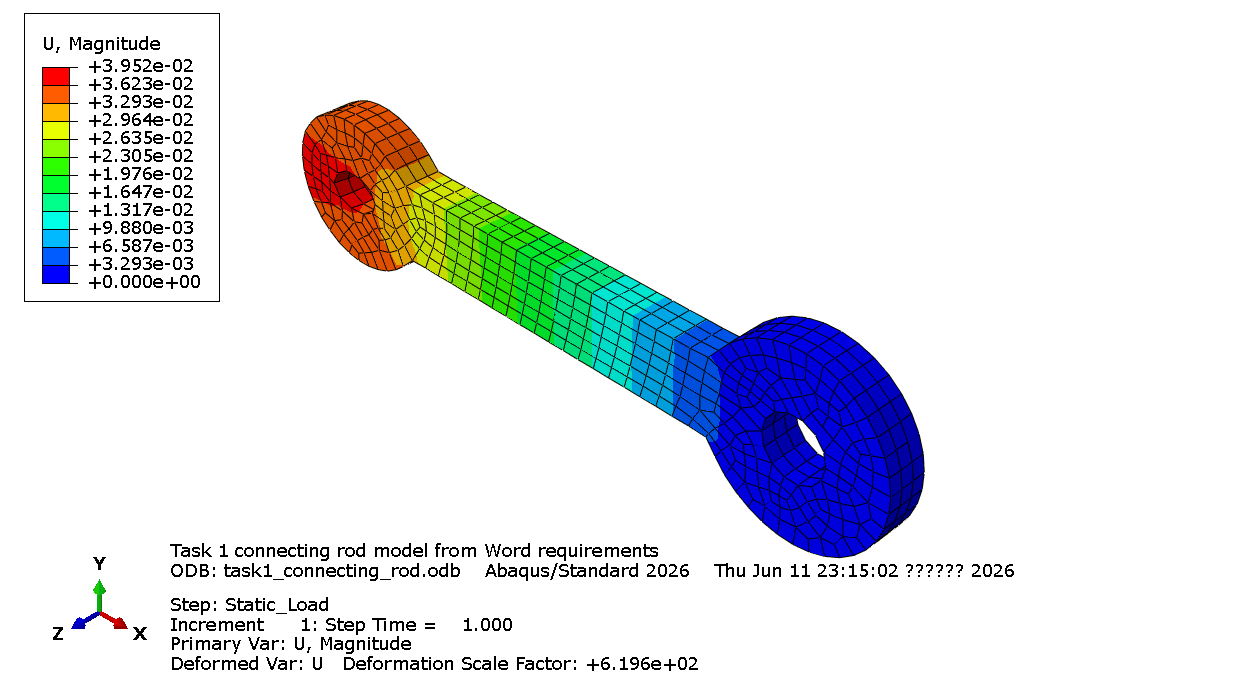 U, Magnitude
+3.952e-02
+3.623e-02
+3.293e-02
+2.964e-02
+2.635e-02
+2.305e-02
+1.976e-02
+1.647e-02
+1.317e-02
+9.880e-03
+6.587e-03
+3.293e-03
+0.000e+00
Task 1 connecting rod model from Word requirements
ODB: task1_connecting_rod.odb    Abaqus/Standard 2026    Thu Jun 11 23:15:02 ?????? 2026
Step: Static_Load
Increment      1: Step Time =    1.000
Primary Var: U, Magnitude
Deformed Var: U   Deformation Scale Factor: +6.196e+02
Y
Z
X